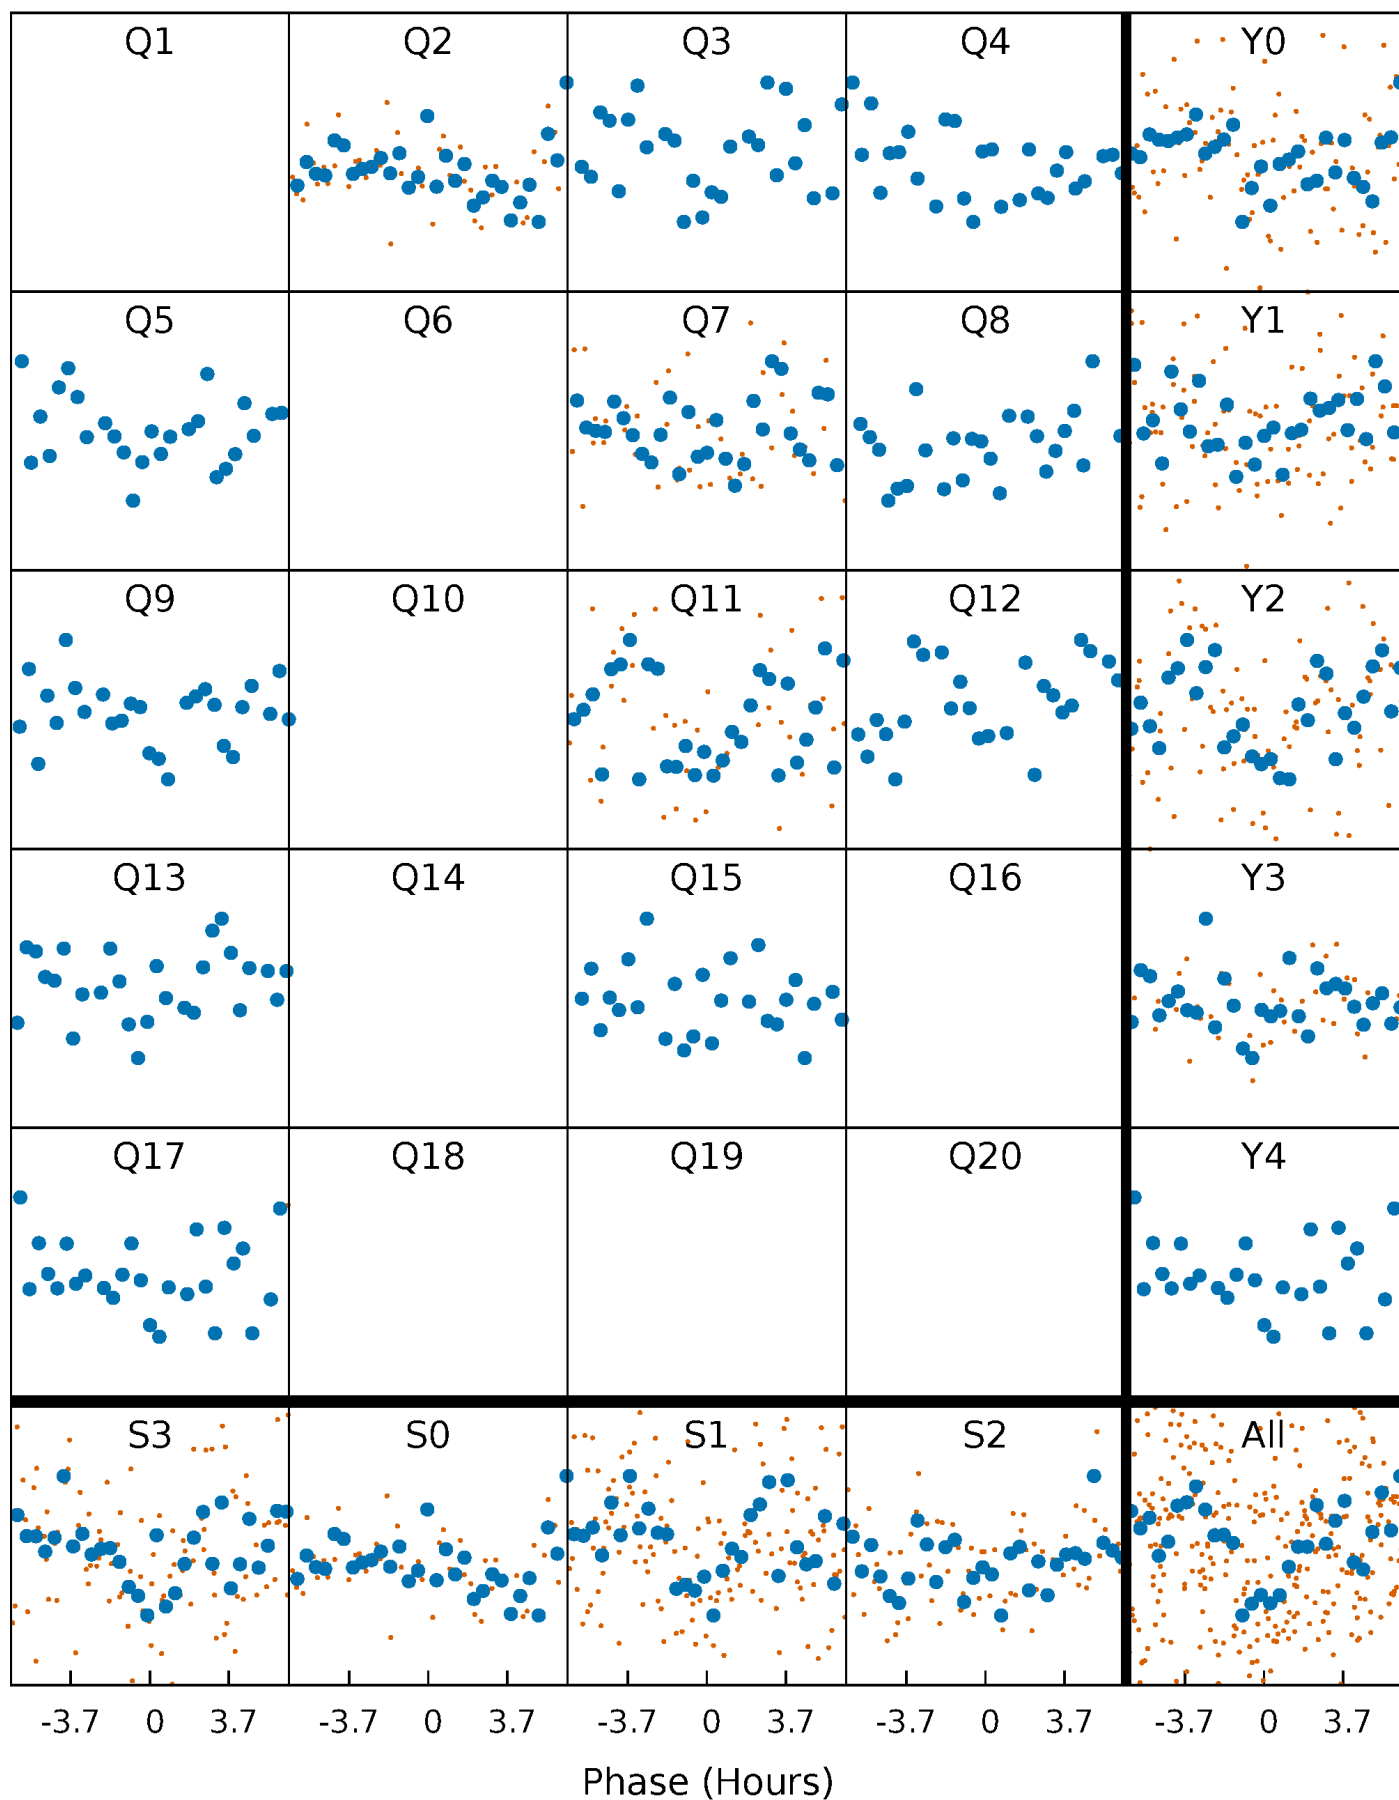 Q1 Q2 Q3 Q4 Y0
Q5 Q6 Q7 Q8 Y1
Q9 Q10 Q11 Q12 Y2
Q13 Q14 Q15 Q16 Y3
Q17 Q18 Q19 Q20 Y4
S3 S0 S1 S2 All
-3.7 0 3.7 -3.7 0 3.7 -3.7 0 3.7 -3.7 0 3.7 -3.7 0 3.7
Phase (Hours)